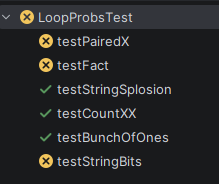 LoopProbsTest
testPairedX
testFact
testStringSplosion
testCountXX
testBunchOfOnes
testStringBits